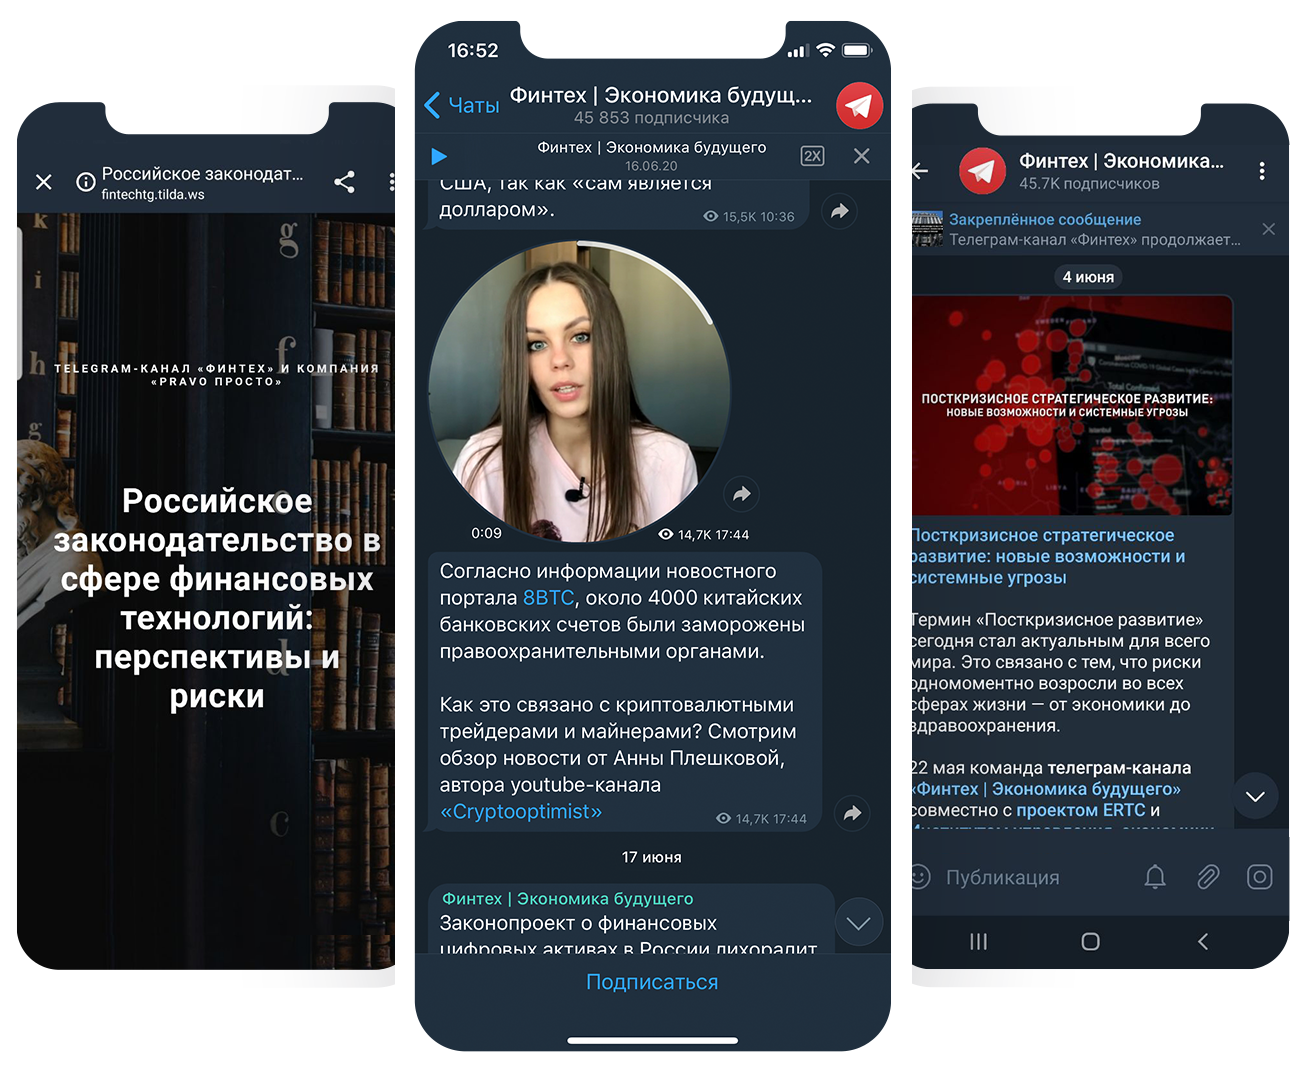 Российское законодат...
fintechtg.tilda.ws
k
g
i
f
h
TELEGRAM-КАНАЛ «ФИНТЕХ» И КОМПАНИЯ
«PRAVO ПРОСТО»
g
Российское
законодательство в
сфере финансовых
технологий:
перспективы и
риски
d
c
16:52
Чаты
Финтех | Экономика будущ...
45 853 подписчика
Финтех | Экономика будущего
16.06.20
2X
США, так как «сам является
долларом».
15,5K 10:36
0:09
14,7K 17:44
Согласно информации новостного
портала 8BTC, около 4000 китайских
банковских счетов были заморожены
правоохранительными органами.
Как это связано с криптовалютными
трейдерами и майнерами? Смотрим
обзор новости от Анны Плешковой,
автора youtube-канала
«Cryptooptimist»
14,7K 17:44
17 июня
Финтех | Экономика будущего
Законопроект о финансовых
цифровых активах в России лихорадит
Подписаться
Финтех | Экономика...
45.7K подписчиков
Закреплённое сообщение
Телеграм-канал «Финтех» продолжает...
4 июня
Total Confirmed
Istanbul
LIBYA
ПОСТКРИЗИСНОЕ СТРАТЕГИЧЕСКОЕ РАЗВИТИЕ:
НОВЫЕ ВОЗМОЖНОСТИ И СИСТЕМНЫЕ УГРОЗЫ
Посткризисное стратегическое
развитие: новые возможности и
системные угрозы
Термин «Посткризисное развитие»
сегодня стал актуальным для всего
мира. Это связано с тем, что риски
одномоментно возросли во всех
сферах жизни — от экономики до
здравоохранения.
22 мая команда телеграм-канала
«Финтех | Экономика будущего»
совместно с проектом ERTC и
Институтом управления, экономики
Публикация